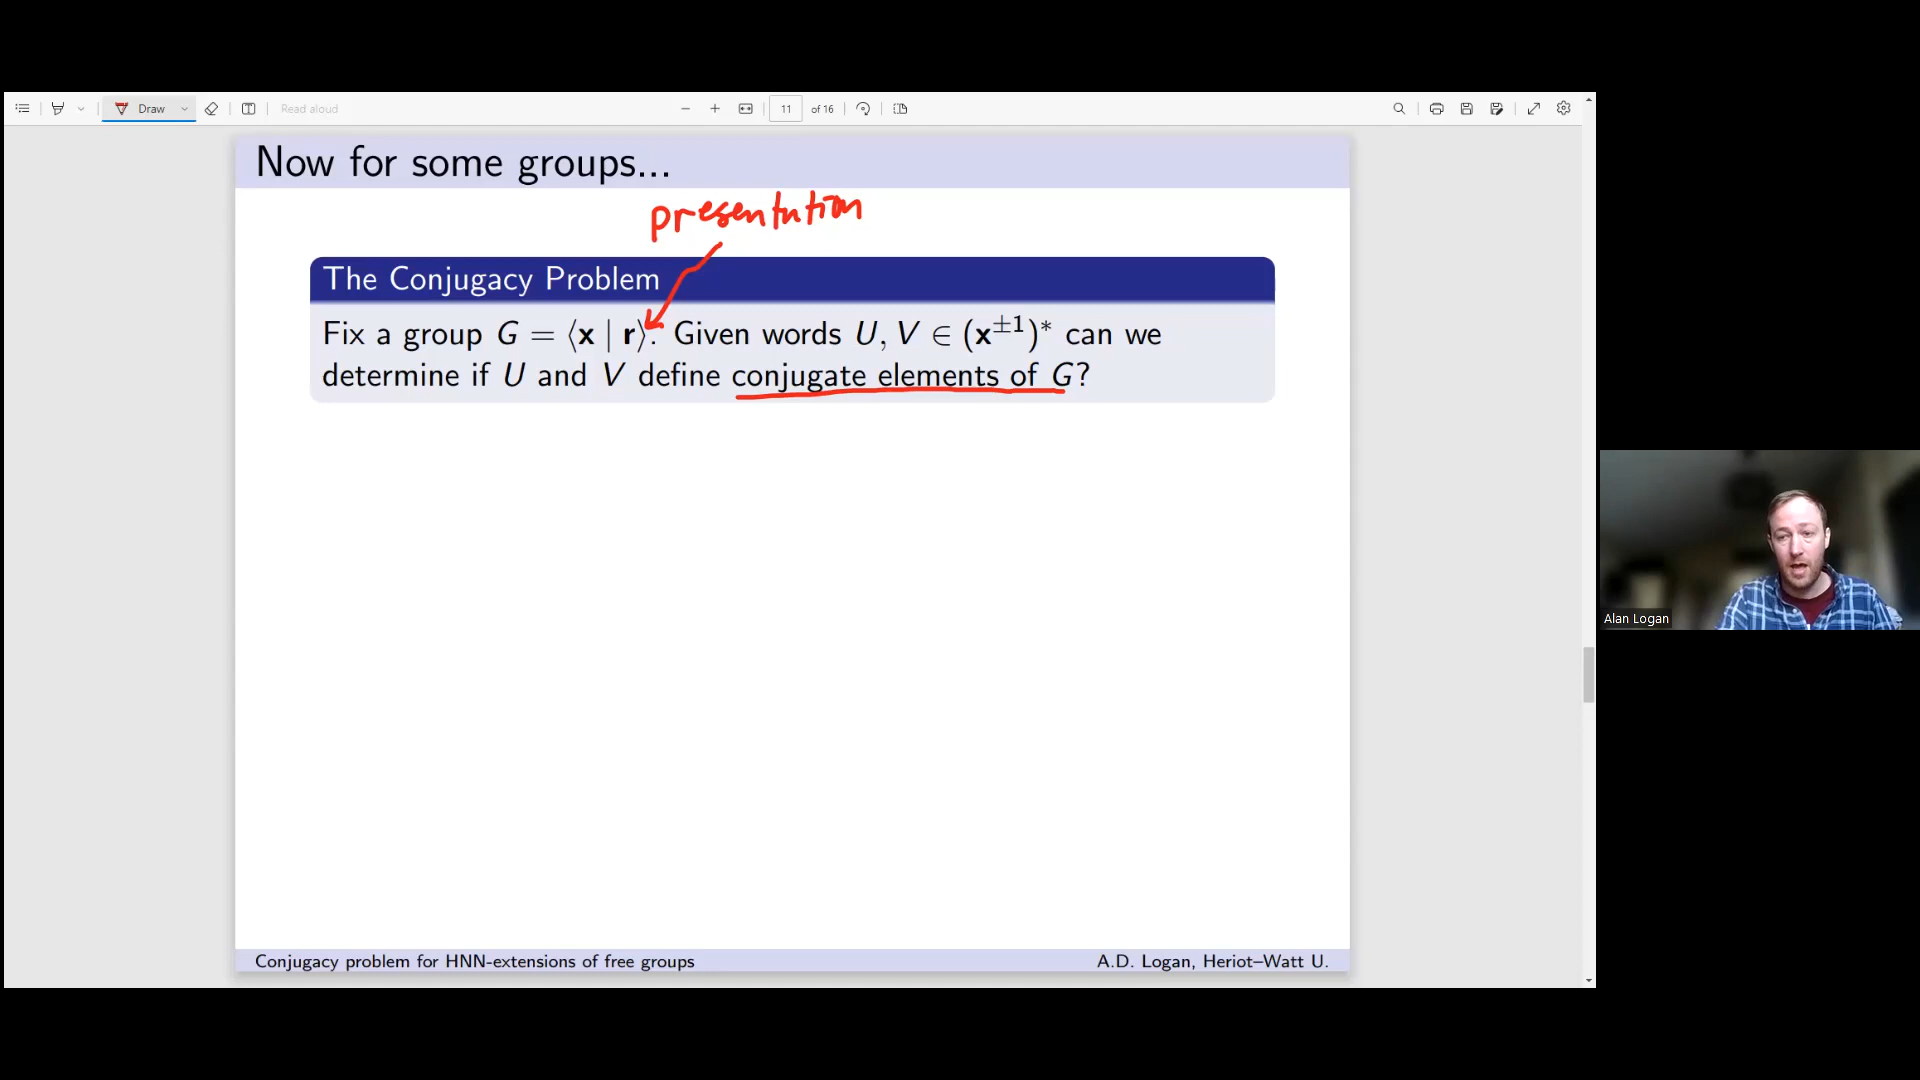 Draw
Read aloud
11 of 16
Now for some groups...
presentation
The Conjugacy Problem
Fix a group G = ⟨x | r⟩. Given words U, V ∈ (x^{±1})* can we
determine if U and V define conjugate elements of G?
Alan Logan
Conjugacy problem for HNN-extensions of free groups
A.D. Logan, Heriot–Watt U.